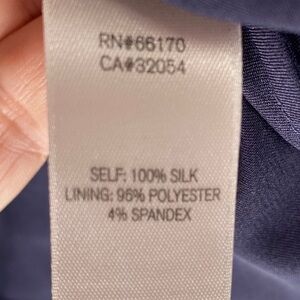 RN#66170
CA#32054
SELF: 100% SILK
LINING: 96% POLYESTER
4% SPANDEX